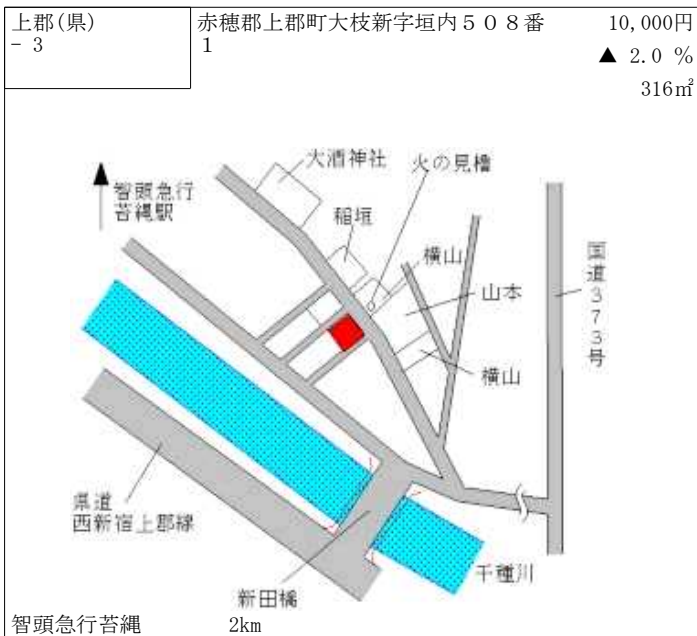 上郡(県)
- 3
赤穂郡上郡町大枝新字垣内５０８番
1
10,000円
▲ 2.0 %
316㎡
大酒神社
火の見櫓
智頭急行
苔縄駅
稲垣
横山
山本
国道３７３号
横山
県道
西新宿上郡線
千種川
新田橋
智頭急行苔縄 2km